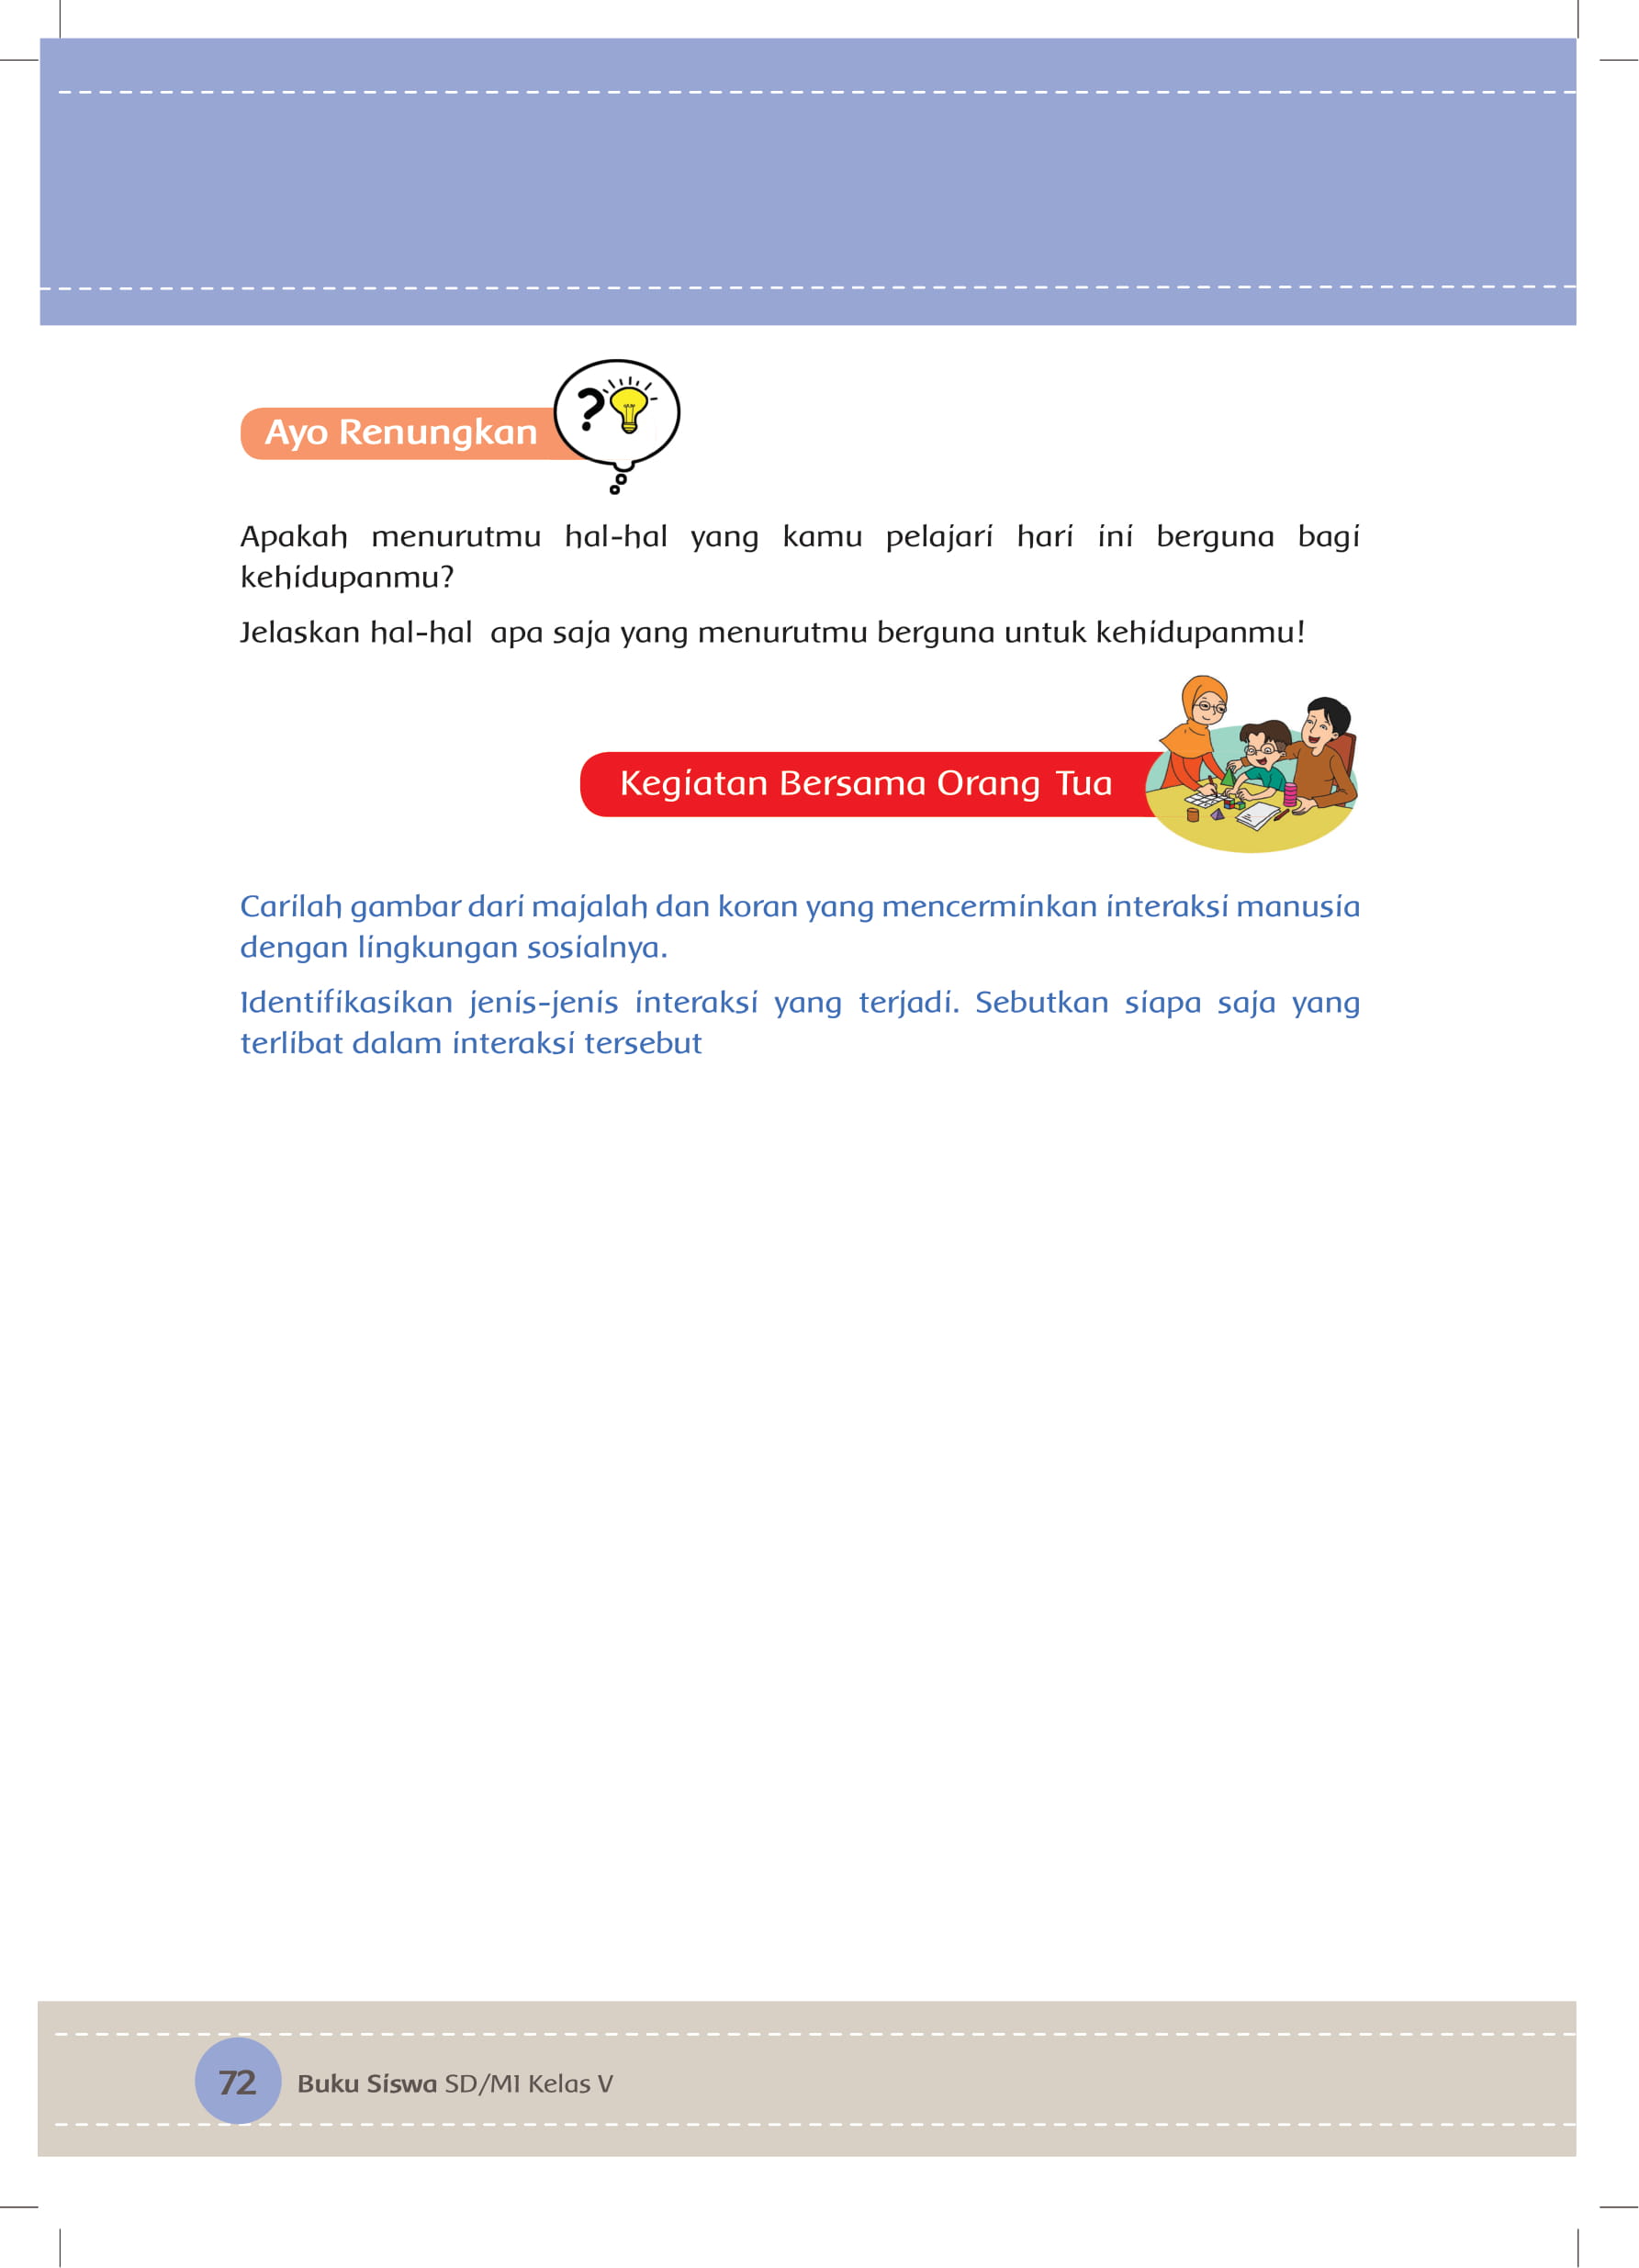 Ayo Renungkan
?
Apakah menurutmu hal-hal yang kamu pelajari hari ini berguna bagi
kehidupanmu?
Jelaskan hal-hal apa saja yang menurutmu berguna untuk kehidupanmu!
Kegiatan Bersama Orang Tua
Carilah gambar dari majalah dan koran yang mencerminkan interaksi manusia
dengan lingkungan sosialnya.
Identifikasikan jenis-jenis interaksi yang terjadi. Sebutkan siapa saja yang
terlibat dalam interaksi tersebut
72 Buku Siswa SD/MI Kelas V